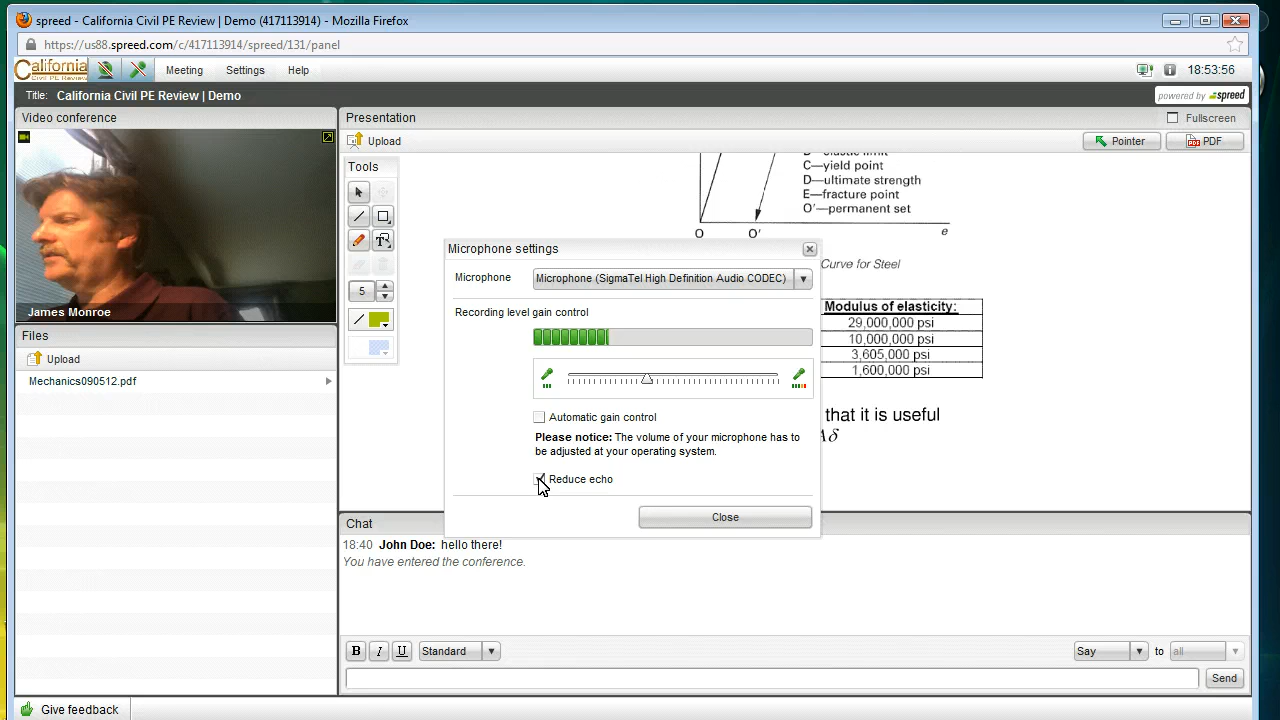 spreed - California Civil PE Review | Demo (417113914) - Mozilla Firefox
https://us88.spreed.com/c/417113914/spreed/131/panel
California
Civil PE Review
Meeting Settings Help
18:53:56
Title: California Civil PE Review | Demo
powered by spreed
Video conference
Presentation
Fullscreen
Upload
Pointer
PDF
Tools
5
James Monroe
Files
Upload
Mechanics090512.pdf
C—yield point
D—ultimate strength
E—fracture point
O'—permanent set
O O' e
Curve for Steel
Modulus of elasticity:
29,000,000 psi
10,000,000 psi
3,605,000 psi
1,600,000 psi
that it is useful
δ
Microphone settings
Microphone Microphone (SigmaTel High Definition Audio CODEC)
Recording level gain control
Automatic gain control
Please notice: The volume of your microphone has to
be adjusted at your operating system.
Reduce echo
Close
Chat
18:40 John Doe: hello there!
You have entered the conference.
B I U Standard
Say to all
Send
Give feedback